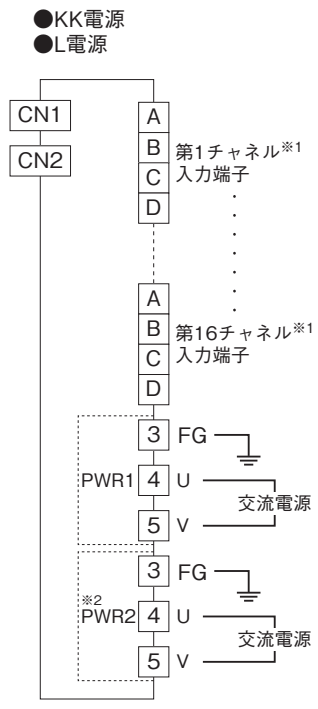 ●KK電源
●L電源
CN1
CN2
A
B
C
D
第1チャネル※1
入力端子
A
B
C
D
第16チャネル※1
入力端子
PWR1
3 FG
4 U
5 V
交流電源
※2
PWR2
3 FG
4 U
5 V
交流電源